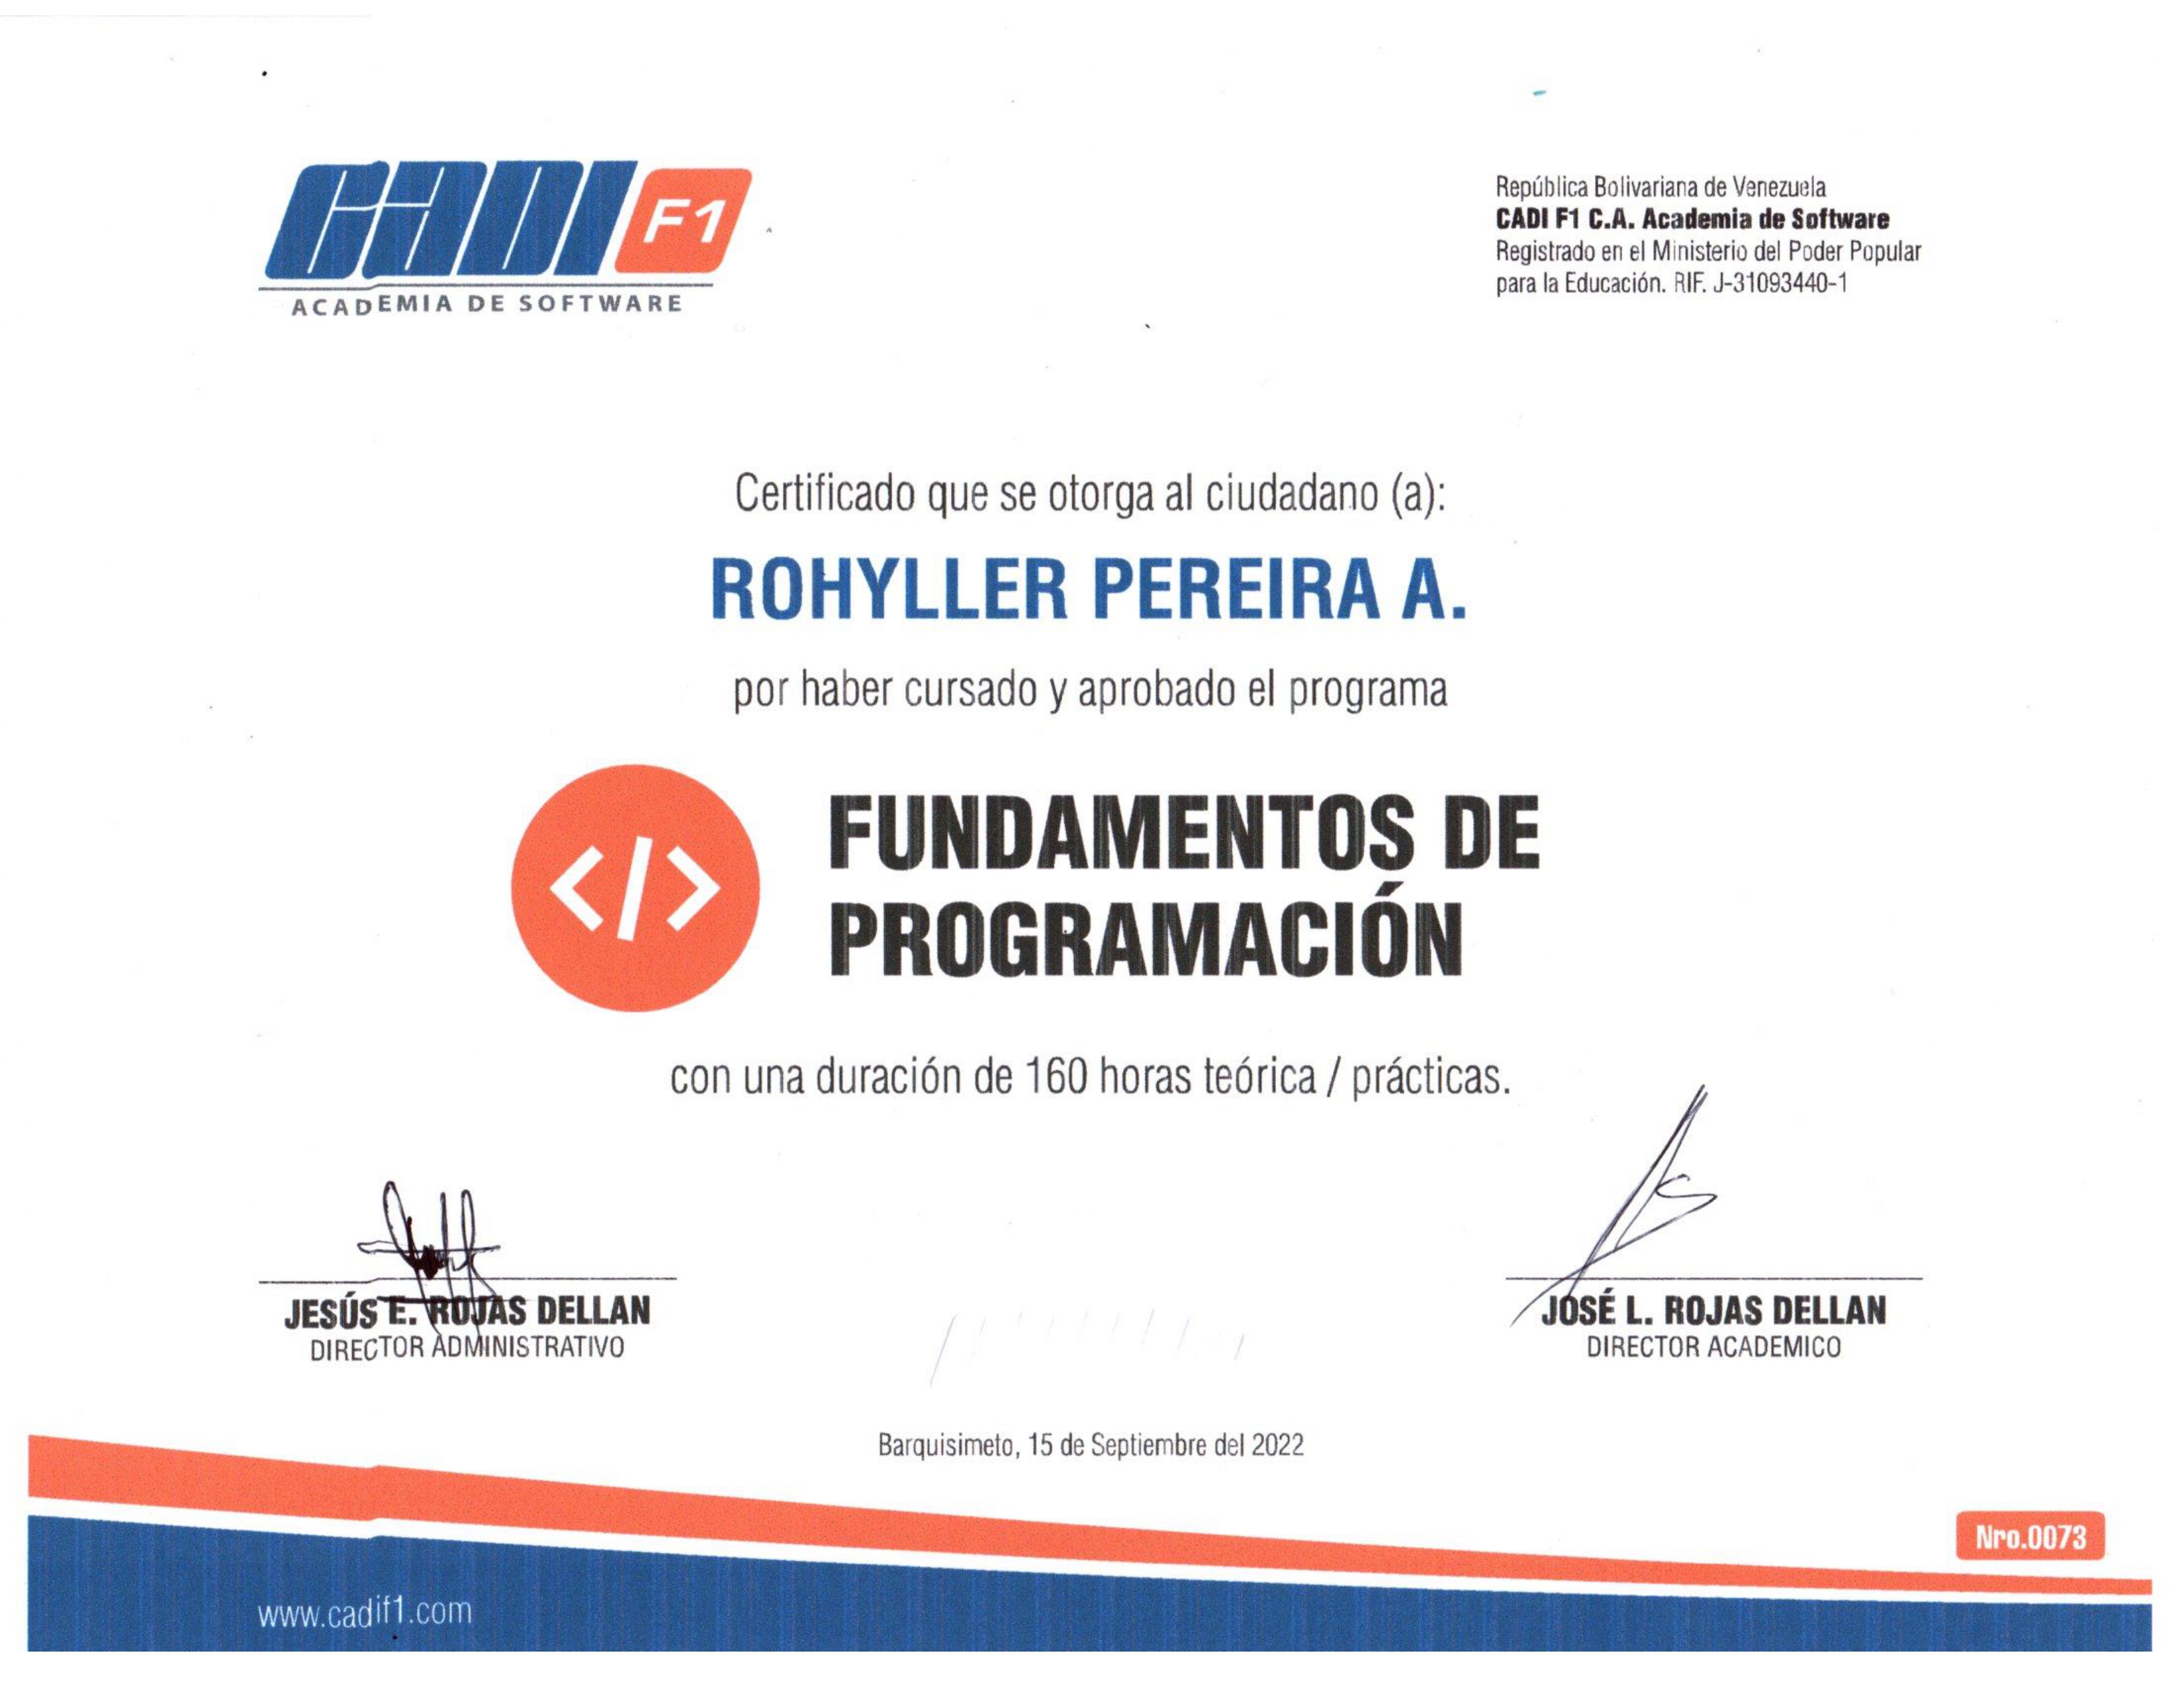 CADI F1
ACADEMIA DE SOFTWARE
República Bolivariana de Venezuela
CADI F1 C.A. Academia de Software
Registrado en el Ministerio del Poder Popular
para la Educación. RIF. J-31093440-1
Certificado que se otorga al ciudadano (a):
ROHYLLER PEREIRA A.
por haber cursado y aprobado el programa
</>
FUNDAMENTOS DE
PROGRAMACIÓN
con una duración de 160 horas teórica / prácticas.
JESÚS E. ROJAS DELLAN
DIRECTOR ADMINISTRATIVO
JOSÉ L. ROJAS DELLAN
DIRECTOR ACADEMICO
Barquisimeto, 15 de Septiembre del 2022
Nro.0073
www.cadif1.com